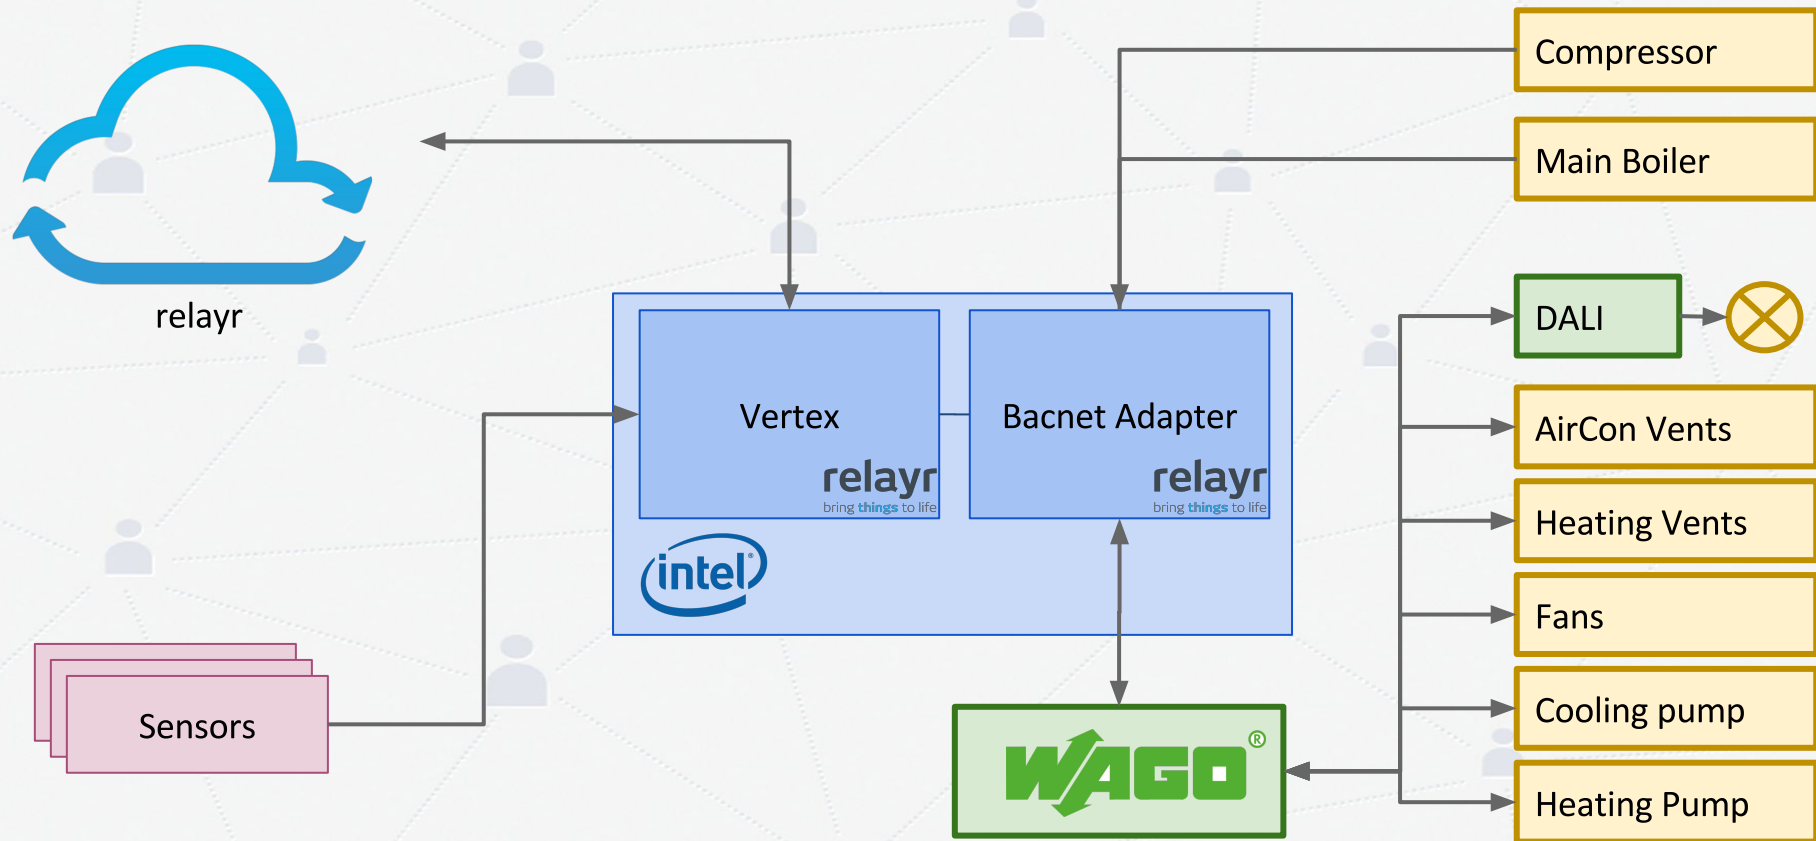 Compressor
Main Boiler
relayr
DALI
Vertex
Bacnet Adapter
AirCon Vents
relayr
bring things to life
relayr
bring things to life
Heating Vents
intel®
Fans
Sensors
Cooling pump
WAGO®
Heating Pump